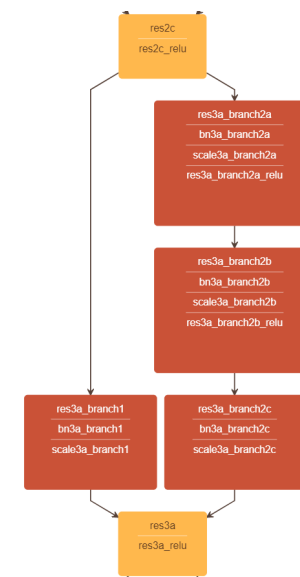 res2c
res2c_relu
res3a_branch2a
bn3a_branch2a
scale3a_branch2a
res3a_branch2a_relu
res3a_branch2b
bn3a_branch2b
scale3a_branch2b
res3a_branch2b_relu
res3a_branch1
bn3a_branch1
scale3a_branch1
res3a_branch2c
bn3a_branch2c
scale3a_branch2c
res3a
res3a_relu